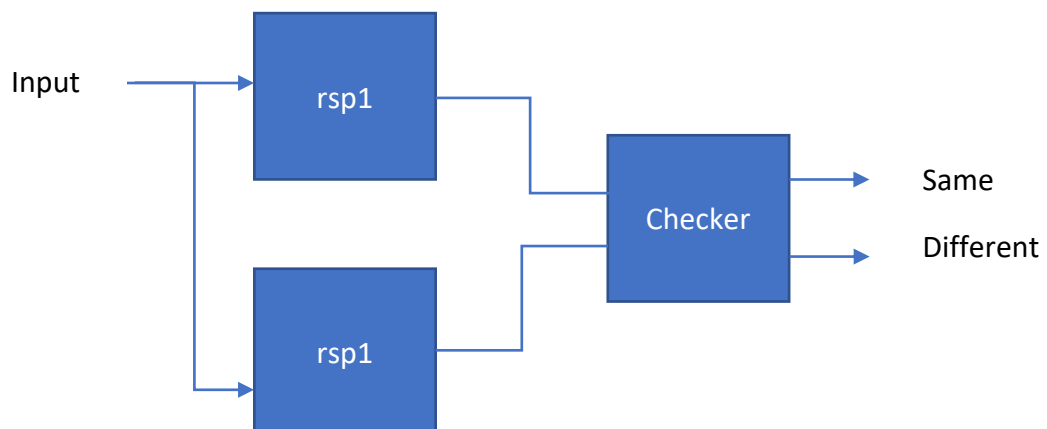 Input
rsp1
Checker
Same
Different
rsp1